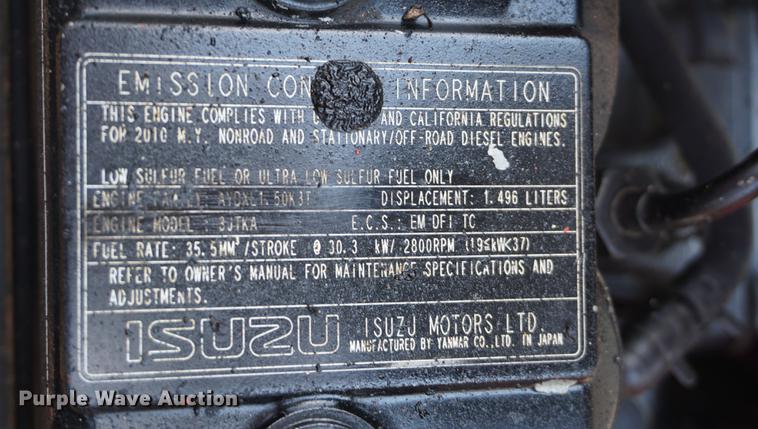 EMISSION CON INFORMATION
THIS ENGINE COMPLIES WITH AND CALIFORNIA REGULATIONS
FOR 2010 M.Y. NONROAD AND STATIONARY/OFF-ROAD DIESEL ENGINES.
LOW SULFUR FUEL OR ULTRA LOW SULFUR FUEL ONLY
ENGINE DISPLACEMENT: 1.496 LITERS
ENGINE MODEL : 3JTKA E.C.S.: EM DFI TC
FUEL RATE: 35.5MM³/STROKE @ 30.3 kW/ 2800RPM (19≤kW<37)
REFER TO OWNER'S MANUAL FOR MAINTENANCE SPECIFICATIONS AND
ADJUSTMENTS.
ISUZU ISUZU MOTORS LTD.
MANUFACTURED BY YANMAR CO.,LTD. IN JAPAN
Purple Wave Auction